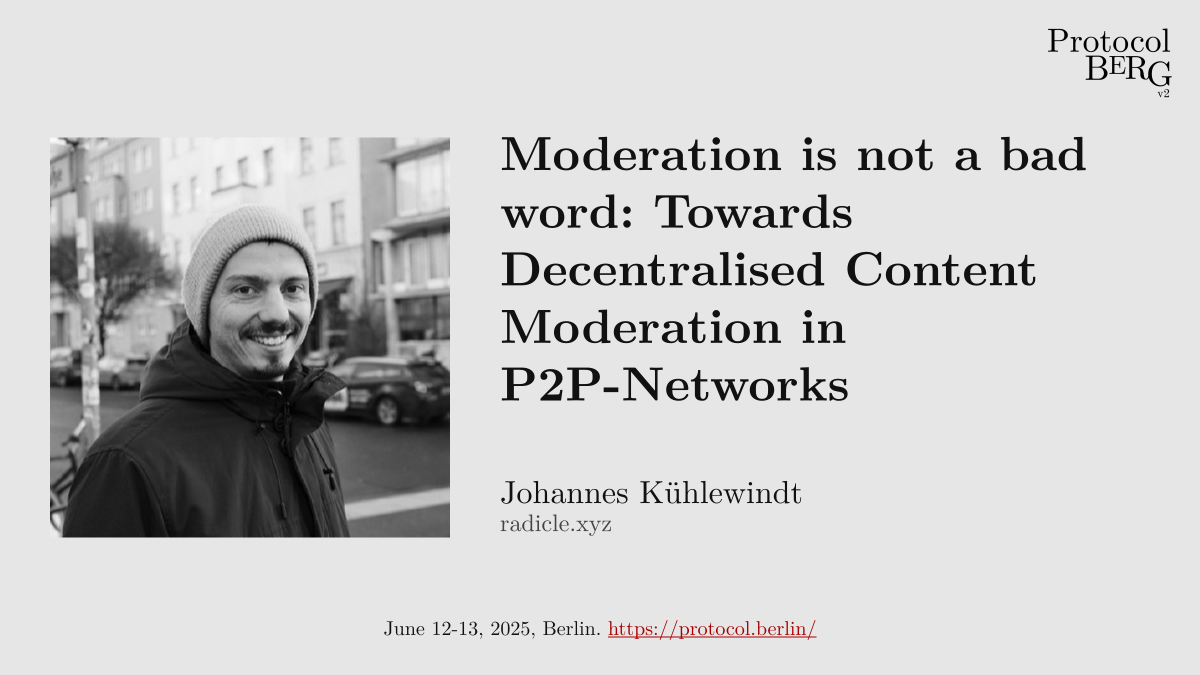 Protocol
BERG
v2
Moderation is not a bad
word: Towards
Decentralised Content
Moderation in
P2P-Networks
Johannes Kühlewindt
radicle.xyz
June 12-13, 2025, Berlin. https://protocol.berlin/